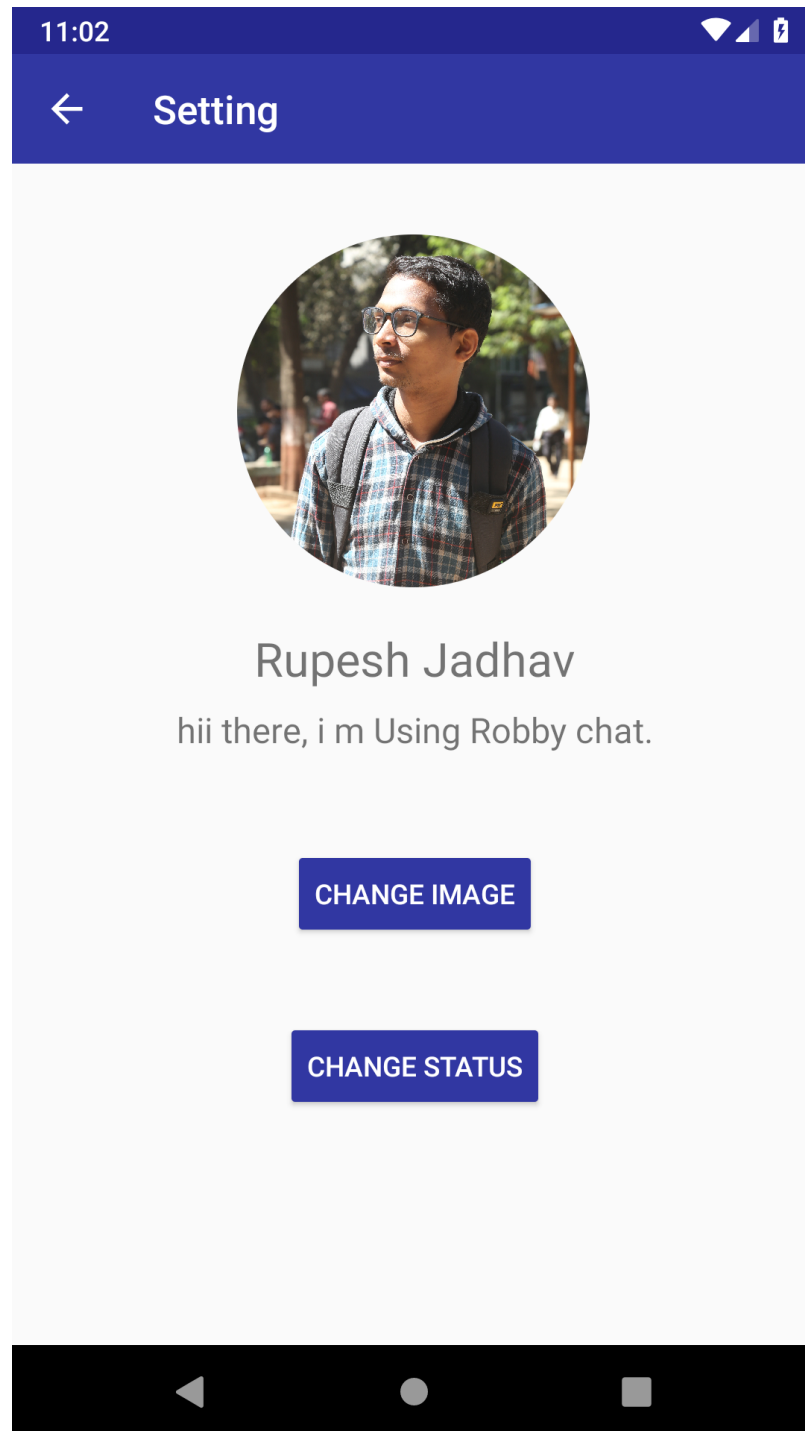 11:02
Setting
Rupesh Jadhav
hii there, i m Using Robby chat.
CHANGE IMAGE
CHANGE STATUS